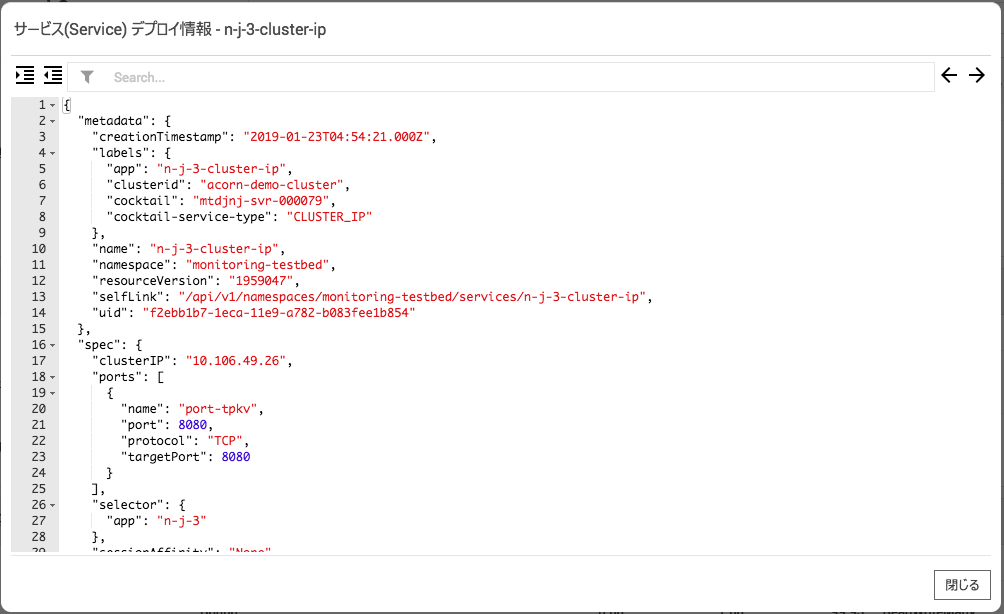 サービス(Service) デプロイ情報 - n-j-3-cluster-ip
Search...
1 {
2 "metadata": {
3 "creationTimestamp": "2019-01-23T04:54:21.000Z",
4 "labels": {
5 "app": "n-j-3-cluster-ip",
6 "clusterid": "acorn-demo-cluster",
7 "cocktail": "mtdjnj-svr-000079",
8 "cocktail-service-type": "CLUSTER_IP"
9 },
10 "name": "n-j-3-cluster-ip",
11 "namespace": "monitoring-testbed",
12 "resourceVersion": "1959047",
13 "selfLink": "/api/v1/namespaces/monitoring-testbed/services/n-j-3-cluster-ip",
14 "uid": "f2ebb1b7-1eca-11e9-a782-b083fee1b854"
15 },
16 "spec": {
17 "clusterIP": "10.106.49.26",
18 "ports": [
19 {
20 "name": "port-tpkv",
21 "port": 8080,
22 "protocol": "TCP",
23 "targetPort": 8080
24 }
25 ],
26 "selector": {
27 "app": "n-j-3"
28 },
29 "sessionAffinity": "None"
閉じる